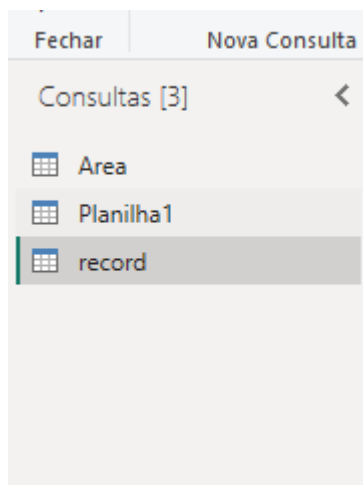 Fechar
Nova Consulta
Consultas [3]
Area
Planilha1
record